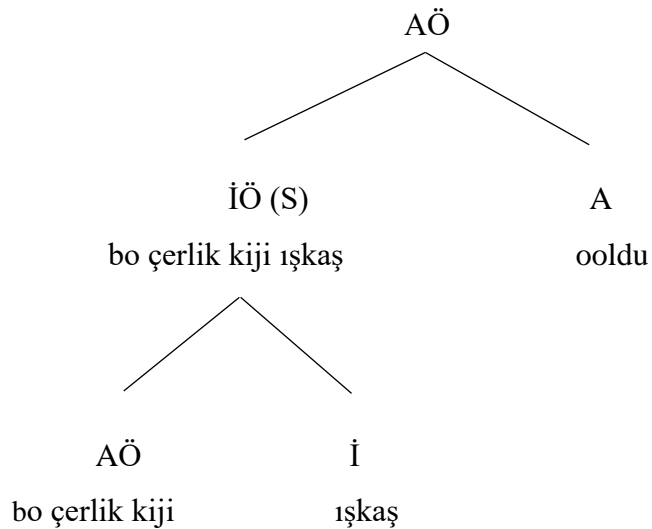 AÖ
İÖ (S) A
bo çerlik kiji ışkaş ooldu
AÖ İ
bo çerlik kiji ışkaş